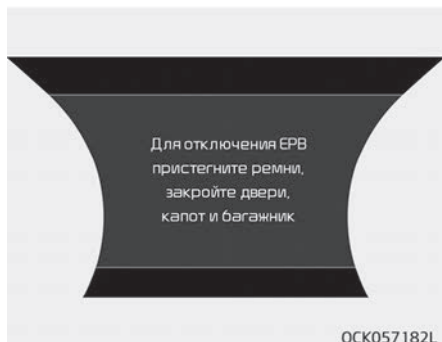 Для отключения EPB
пристегните ремни,
закройте двери,
капот и багажник
OCK057182L